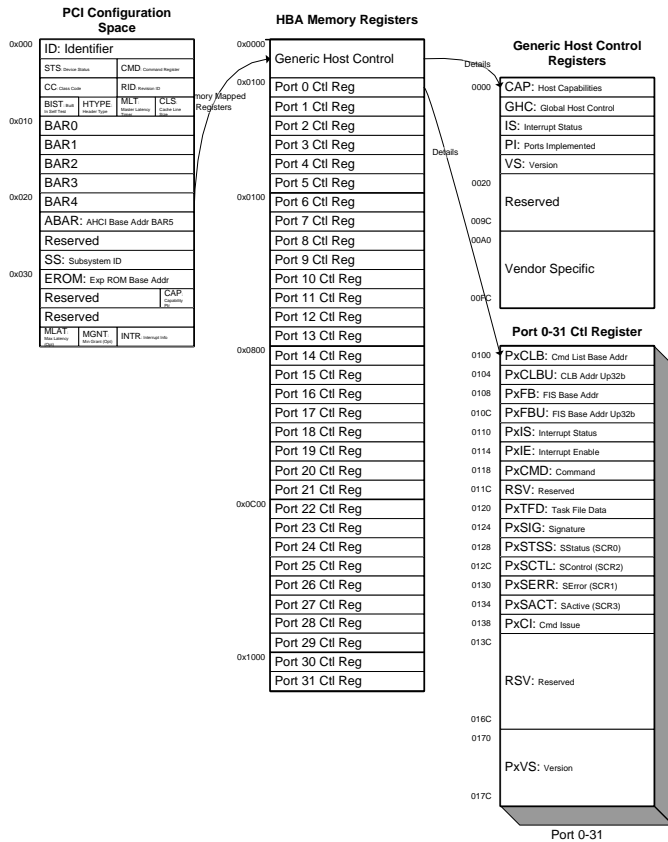 PCI Configuration
Space
0x000
ID: Identifier
STS: Device Status
CMD: Command Register
CC: Class Code
RID: Revision ID
BIST: Built In Self Test
HTYPE: Header Type
MLT: Master Latency Timer
CLS: Cache Line Size
0x010
BAR0
BAR1
BAR2
BAR3
0x020
BAR4
ABAR: AHCI Base Addr BAR5
Reserved
SS: Subsystem ID
0x030
EROM: Exp ROM Base Addr
Reserved
CAP: Capability Ptr
Reserved
MLAT: Max Latency (Opt)
MGNT: Min Grant (Opt)
INTR: Interrupt Info
mory Mapped
Registers
HBA Memory Registers
0x0000
Generic Host Control
0x0100
Port 0 Ctl Reg
Port 1 Ctl Reg
Port 2 Ctl Reg
Port 3 Ctl Reg
Port 4 Ctl Reg
Port 5 Ctl Reg
0x0100
Port 6 Ctl Reg
Port 7 Ctl Reg
Port 8 Ctl Reg
Port 9 Ctl Reg
Port 10 Ctl Reg
Port 11 Ctl Reg
Port 12 Ctl Reg
Port 13 Ctl Reg
0x0800
Port 14 Ctl Reg
Port 15 Ctl Reg
Port 16 Ctl Reg
Port 17 Ctl Reg
Port 18 Ctl Reg
Port 19 Ctl Reg
Port 20 Ctl Reg
Port 21 Ctl Reg
0x0C00
Port 22 Ctl Reg
Port 23 Ctl Reg
Port 24 Ctl Reg
Port 25 Ctl Reg
Port 26 Ctl Reg
Port 27 Ctl Reg
Port 28 Ctl Reg
Port 29 Ctl Reg
0x1000
Port 30 Ctl Reg
Port 31 Ctl Reg
Details
Details
Generic Host Control
Registers
0000
CAP: Host Capabilities
GHC: Global Host Control
IS: Interrupt Status
PI: Ports Implemented
VS: Version
0020
Reserved
009C
00A0
Vendor Specific
00FC
Port 0-31 Ctl Register
0100
PxCLB: Cmd List Base Addr
0104
PxCLBU: CLB Addr Up32b
0108
PxFB: FIS Base Addr
010C
PxFBU: FIS Base Addr Up32b
0110
PxIS: Interrupt Status
0114
PxIE: Interrupt Enable
0118
PxCMD: Command
011C
RSV: Reserved
0120
PxTFD: Task File Data
0124
PxSIG: Signature
0128
PxSTSS: SStatus (SCR0)
012C
PxSCTL: SControl (SCR2)
0130
PxSERR: SError (SCR1)
0134
PxSACT: SActive (SCR3)
0138
PxCI: Cmd Issue
013C
RSV: Reserved
016C
0170
PxVS: Version
017C
Port 0-31